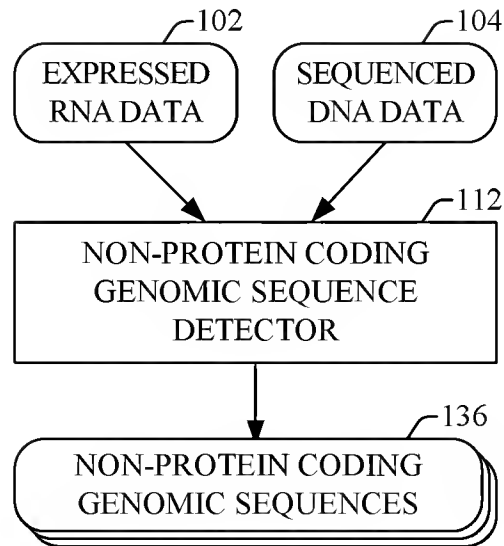 102
104
EXPRESSED
RNA DATA
SEQUENCED
DNA DATA
112
NON-PROTEIN CODING
GENOMIC SEQUENCE
DETECTOR
136
NON-PROTEIN CODING
GENOMIC SEQUENCES